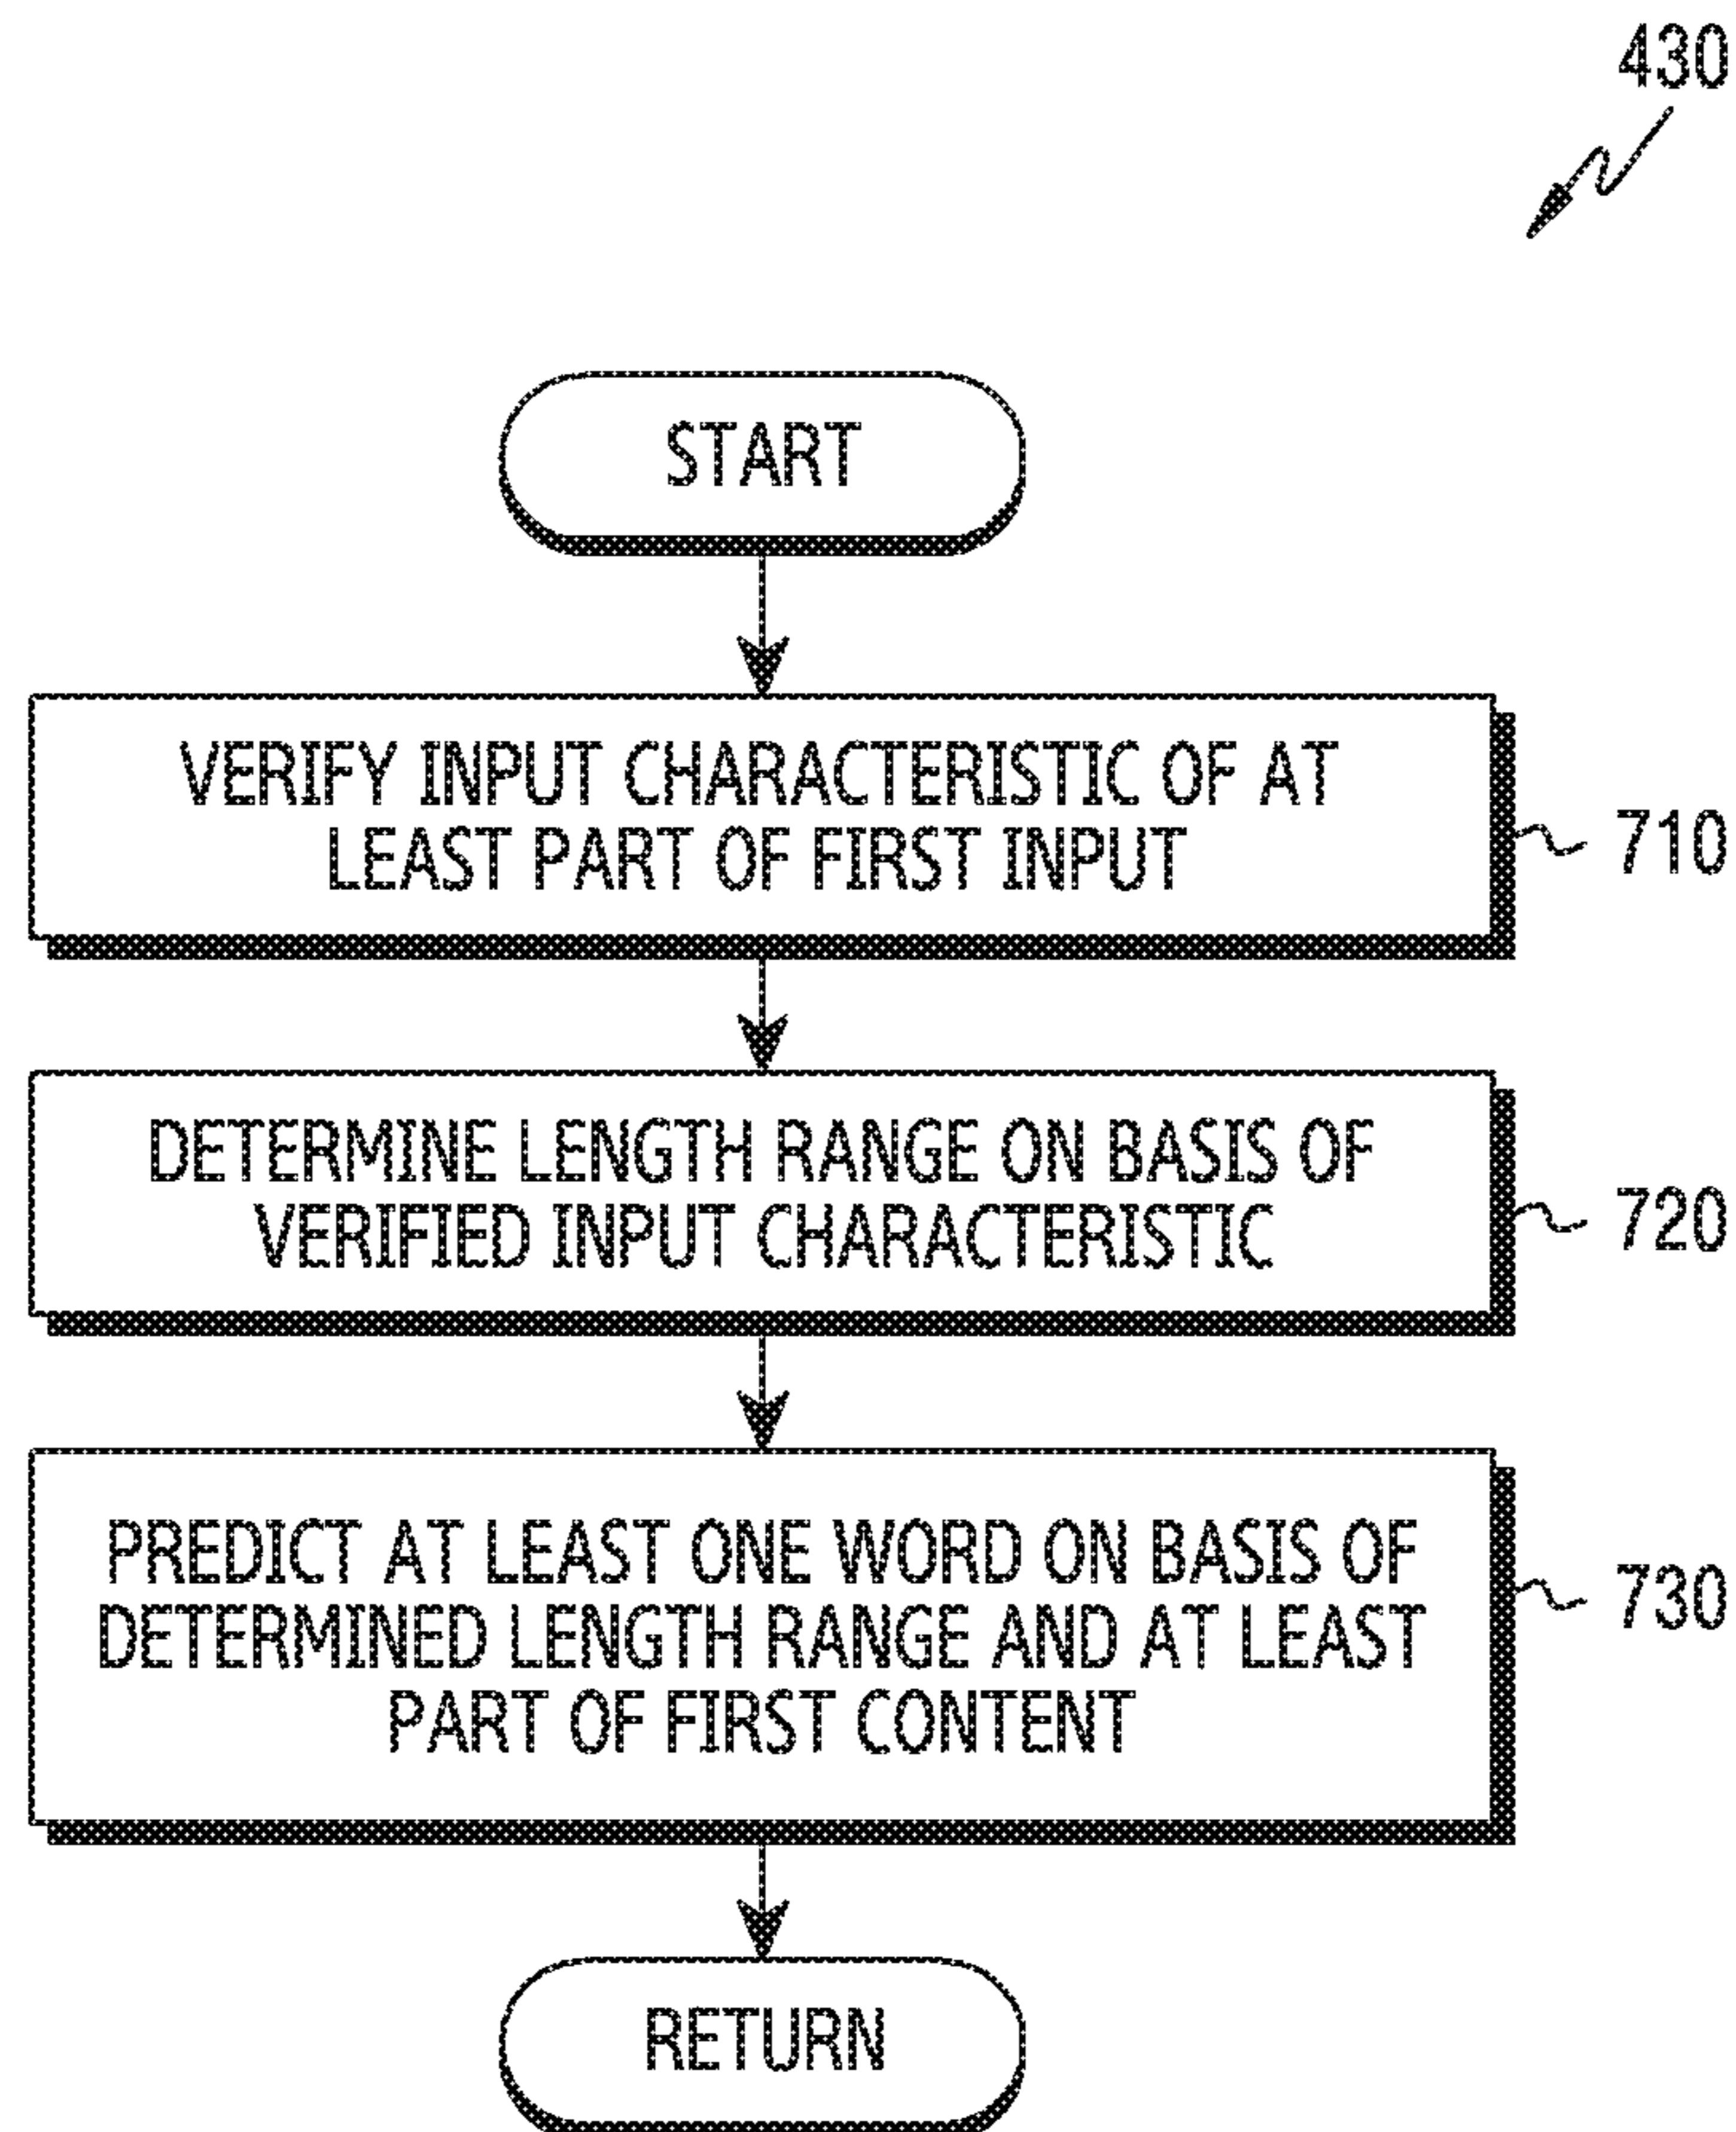 430
START
VERIFY INPUT CHARACTERISTIC OF AT
LEAST PART OF FIRST INPUT
710
DETERMINE LENGTH RANGE ON BASIS OF
VERIFIED INPUT CHARACTERISTIC
720
PREDICT AT LEAST ONE WORD ON BASIS OF
DETERMINED LENGTH RANGE AND AT LEAST
PART OF FIRST CONTENT
730
RETURN